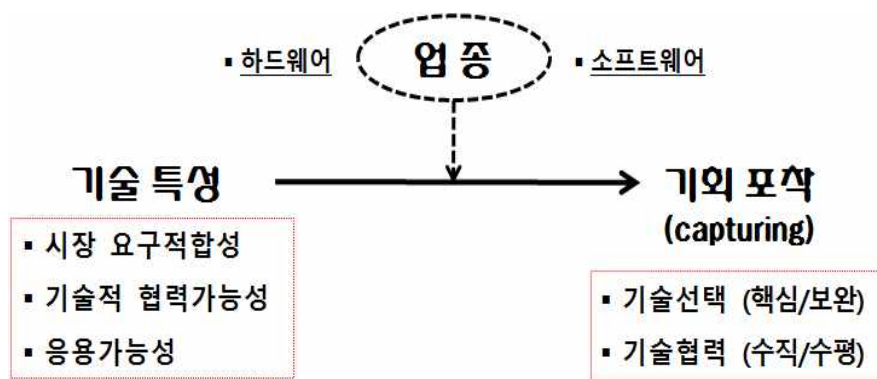 업 종
▪ 하드웨어
▪ 소프트웨어
기술 특성
▪ 시장 요구적합성
▪ 기술적 협력가능성
▪ 응용가능성
기회 포착
(capturing)
▪ 기술선택 (핵심/보완)
▪ 기술협력 (수직/수평)